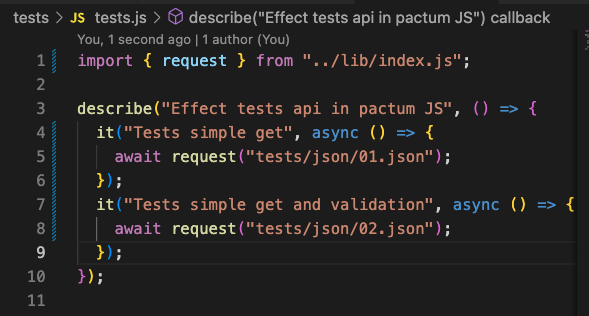 tests > JS tests.js > describe("Effect tests api in pactum JS") callback
You, 1 second ago | 1 author (You)
1 import { request } from "../lib/index.js";
2
3 describe("Effect tests api in pactum JS", () => {
4   it("Tests simple get", async () => {
5     await request("tests/json/01.json");
6   });
7   it("Tests simple get and validation", async () => {
8     await request("tests/json/02.json");
9   });
10 });
11